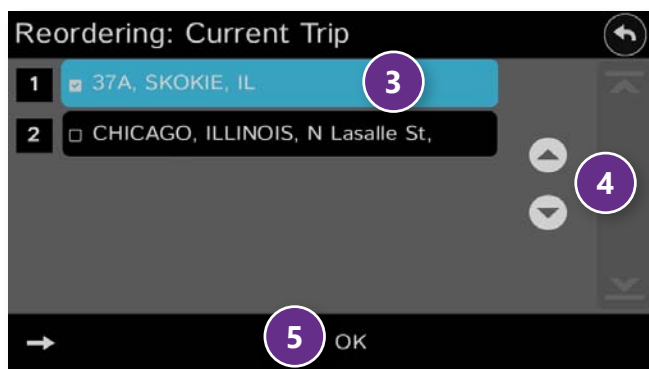 Reordering: Current Trip
1 37A, SKOKIE, IL 3
2 CHICAGO, ILLINOIS, N Lasalle St,
4
5 OK